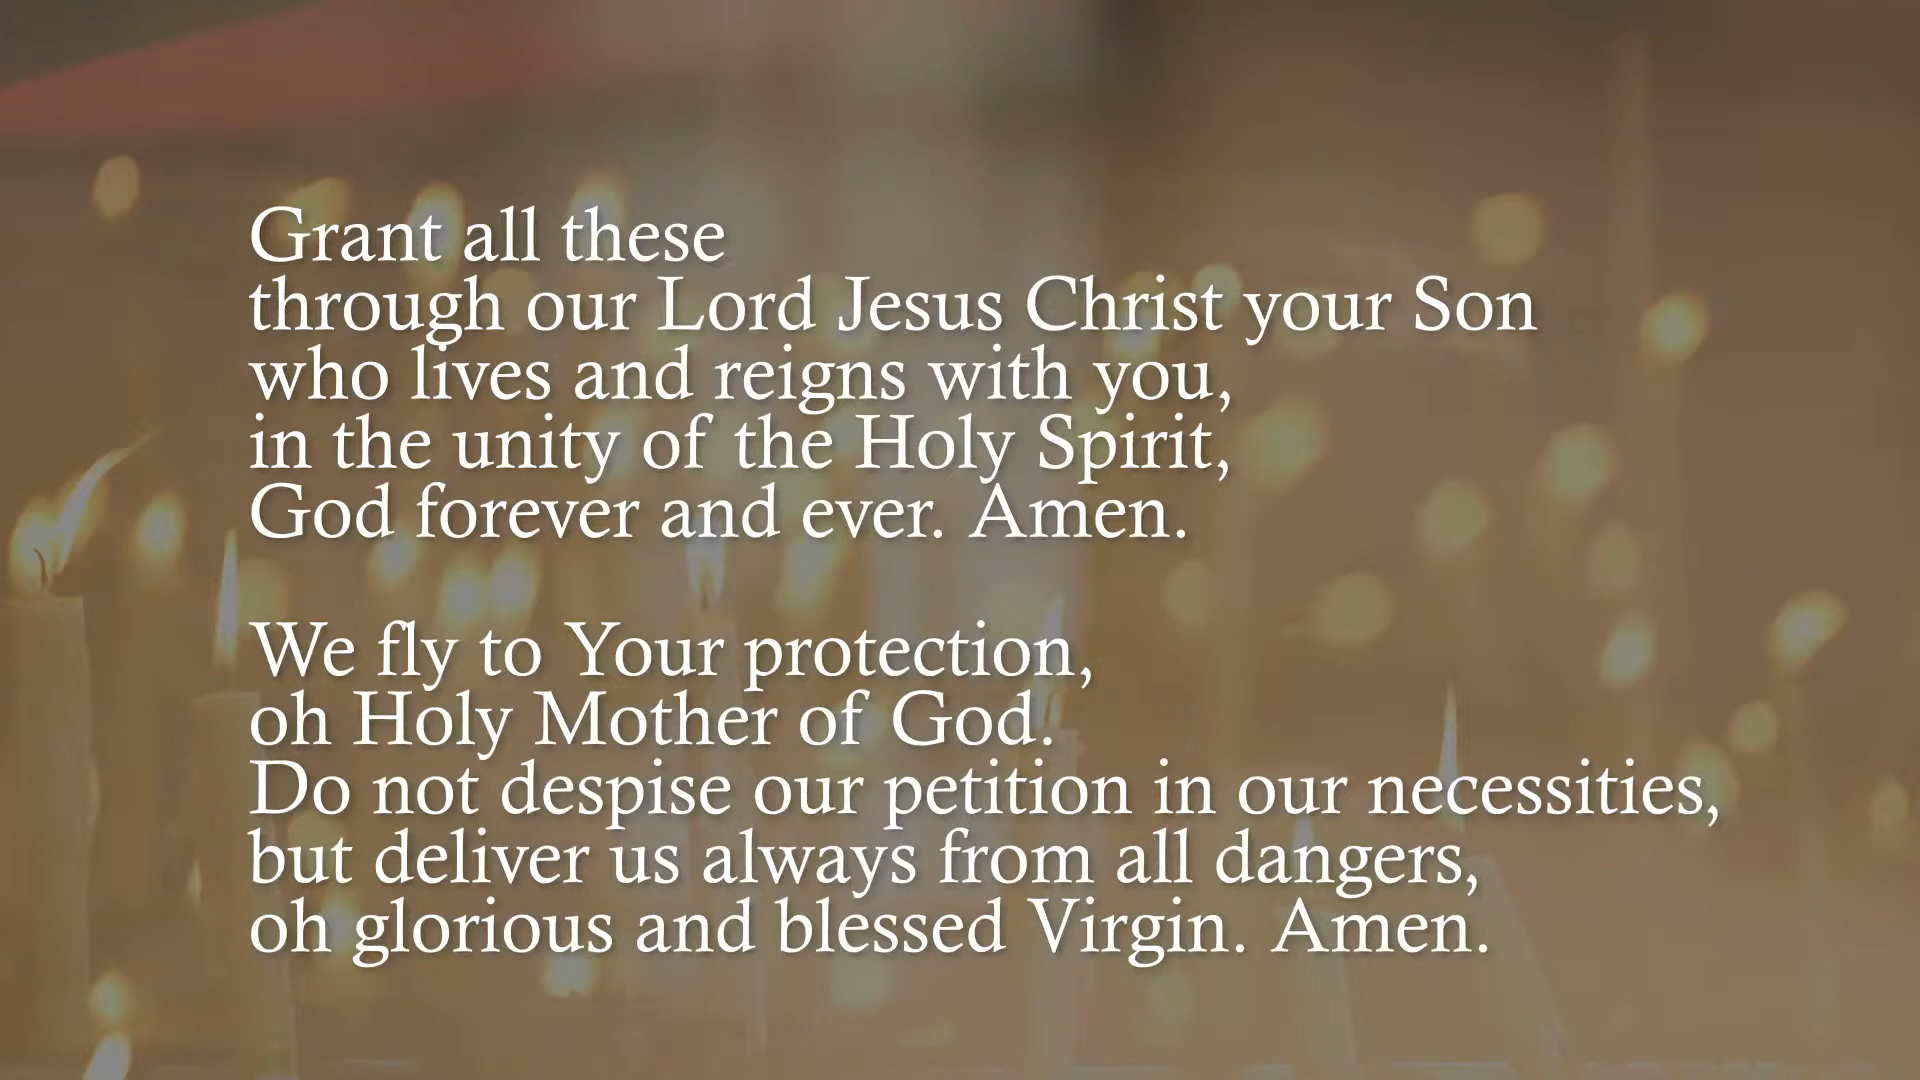 Grant all these
through our Lord Jesus Christ your Son
who lives and reigns with you,
in the unity of the Holy Spirit,
God forever and ever. Amen.
We fly to Your protection,
oh Holy Mother of God.
Do not despise our petition in our necessities,
but deliver us always from all dangers,
oh glorious and blessed Virgin. Amen.